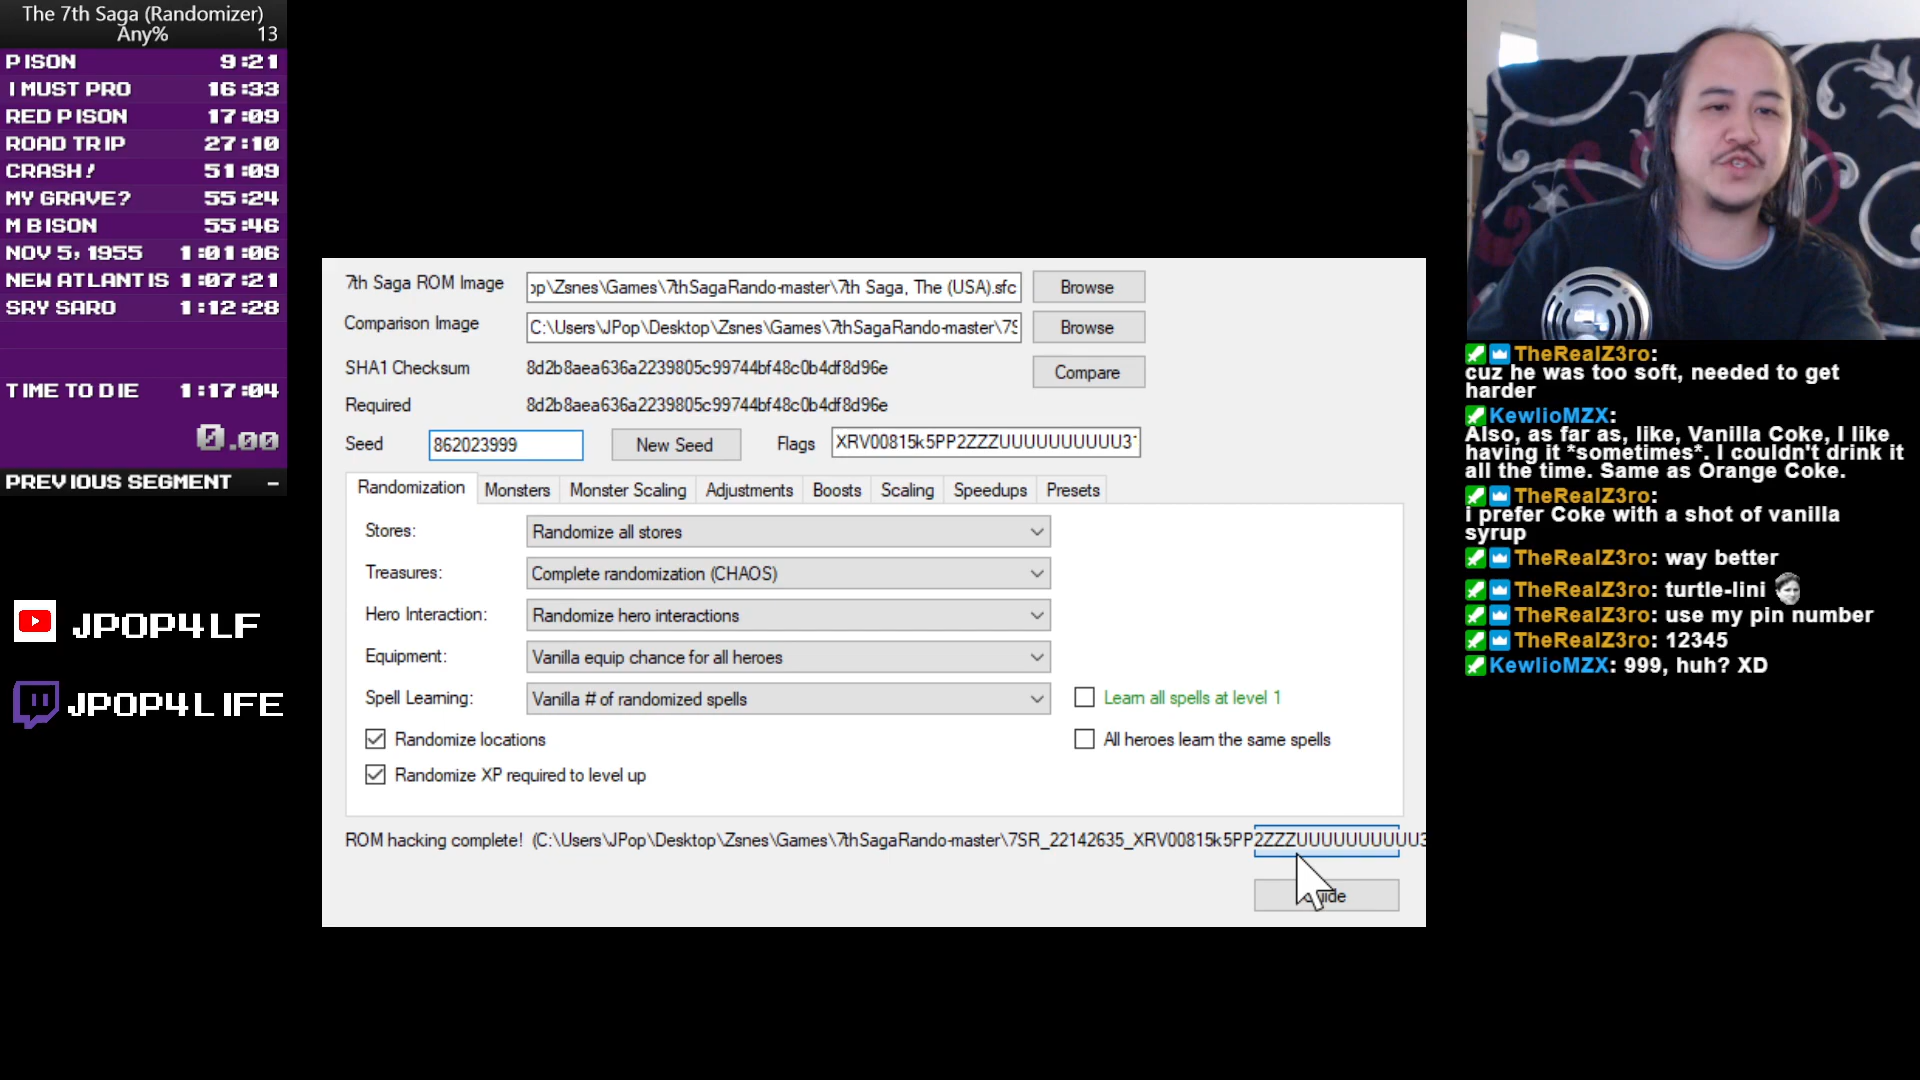 The 7th Saga (Randomizer)
Any% 13
PISON 9:21
I MUST PRO 16:33
RED PISON 17:09
ROAD TRIP 27:10
CRASH! 51:09
MY GRAVE? 55:24
M BISON 55:46
NOV 5, 1955 1:01:06
NEW ATLANTIS 1:07:21
SRY SARO 1:12:28
TIME TO DIE 1:17:04
0.00
PREVIOUS SEGMENT –
JPOP4LF
JPOP4LIFE
7th Saga ROM Image op\Zsnes\Games\7thSagaRando-master\7th Saga, The (USA).sfc Browse
Comparison Image C:\Users\JPop\Desktop\Zsnes\Games\7thSagaRando-master\7S Browse
SHA1 Checksum 8d2b8aea636a2239805c99744bf48c0b4df8d96e Compare
Required 8d2b8aea636a2239805c99744bf48c0b4df8d96e
Seed 862023999 New Seed Flags XRV00815k5PP2ZZZUUUUUUUUUU3
Randomization Monsters Monster Scaling Adjustments Boosts Scaling Speedups Presets
Stores: Randomize all stores
Treasures: Complete randomization (CHAOS)
Hero Interaction: Randomize hero interactions
Equipment: Vanilla equip chance for all heroes
Spell Learning: Vanilla # of randomized spells Learn all spells at level 1
Randomize locations All heroes learn the same spells
Randomize XP required to level up
ROM hacking complete! (C:\Users\JPop\Desktop\Zsnes\Games\7thSagaRando-master\7SR_22142635_XRV00815k5PP2ZZZUUUUUUUUUU3
TheRealZ3ro:
cuz he was too soft, needed to get
harder
KewlioMZX:
Also, as far as, like, Vanilla Coke, I like
having it *sometimes*. I couldn't drink it
all the time. Same as Orange Coke.
TheRealZ3ro:
i prefer Coke with a shot of vanilla
syrup
TheRealZ3ro: way better
TheRealZ3ro: turtle-lini
TheRealZ3ro: use my pin number
TheRealZ3ro: 12345
KewlioMZX: 999, huh? XD